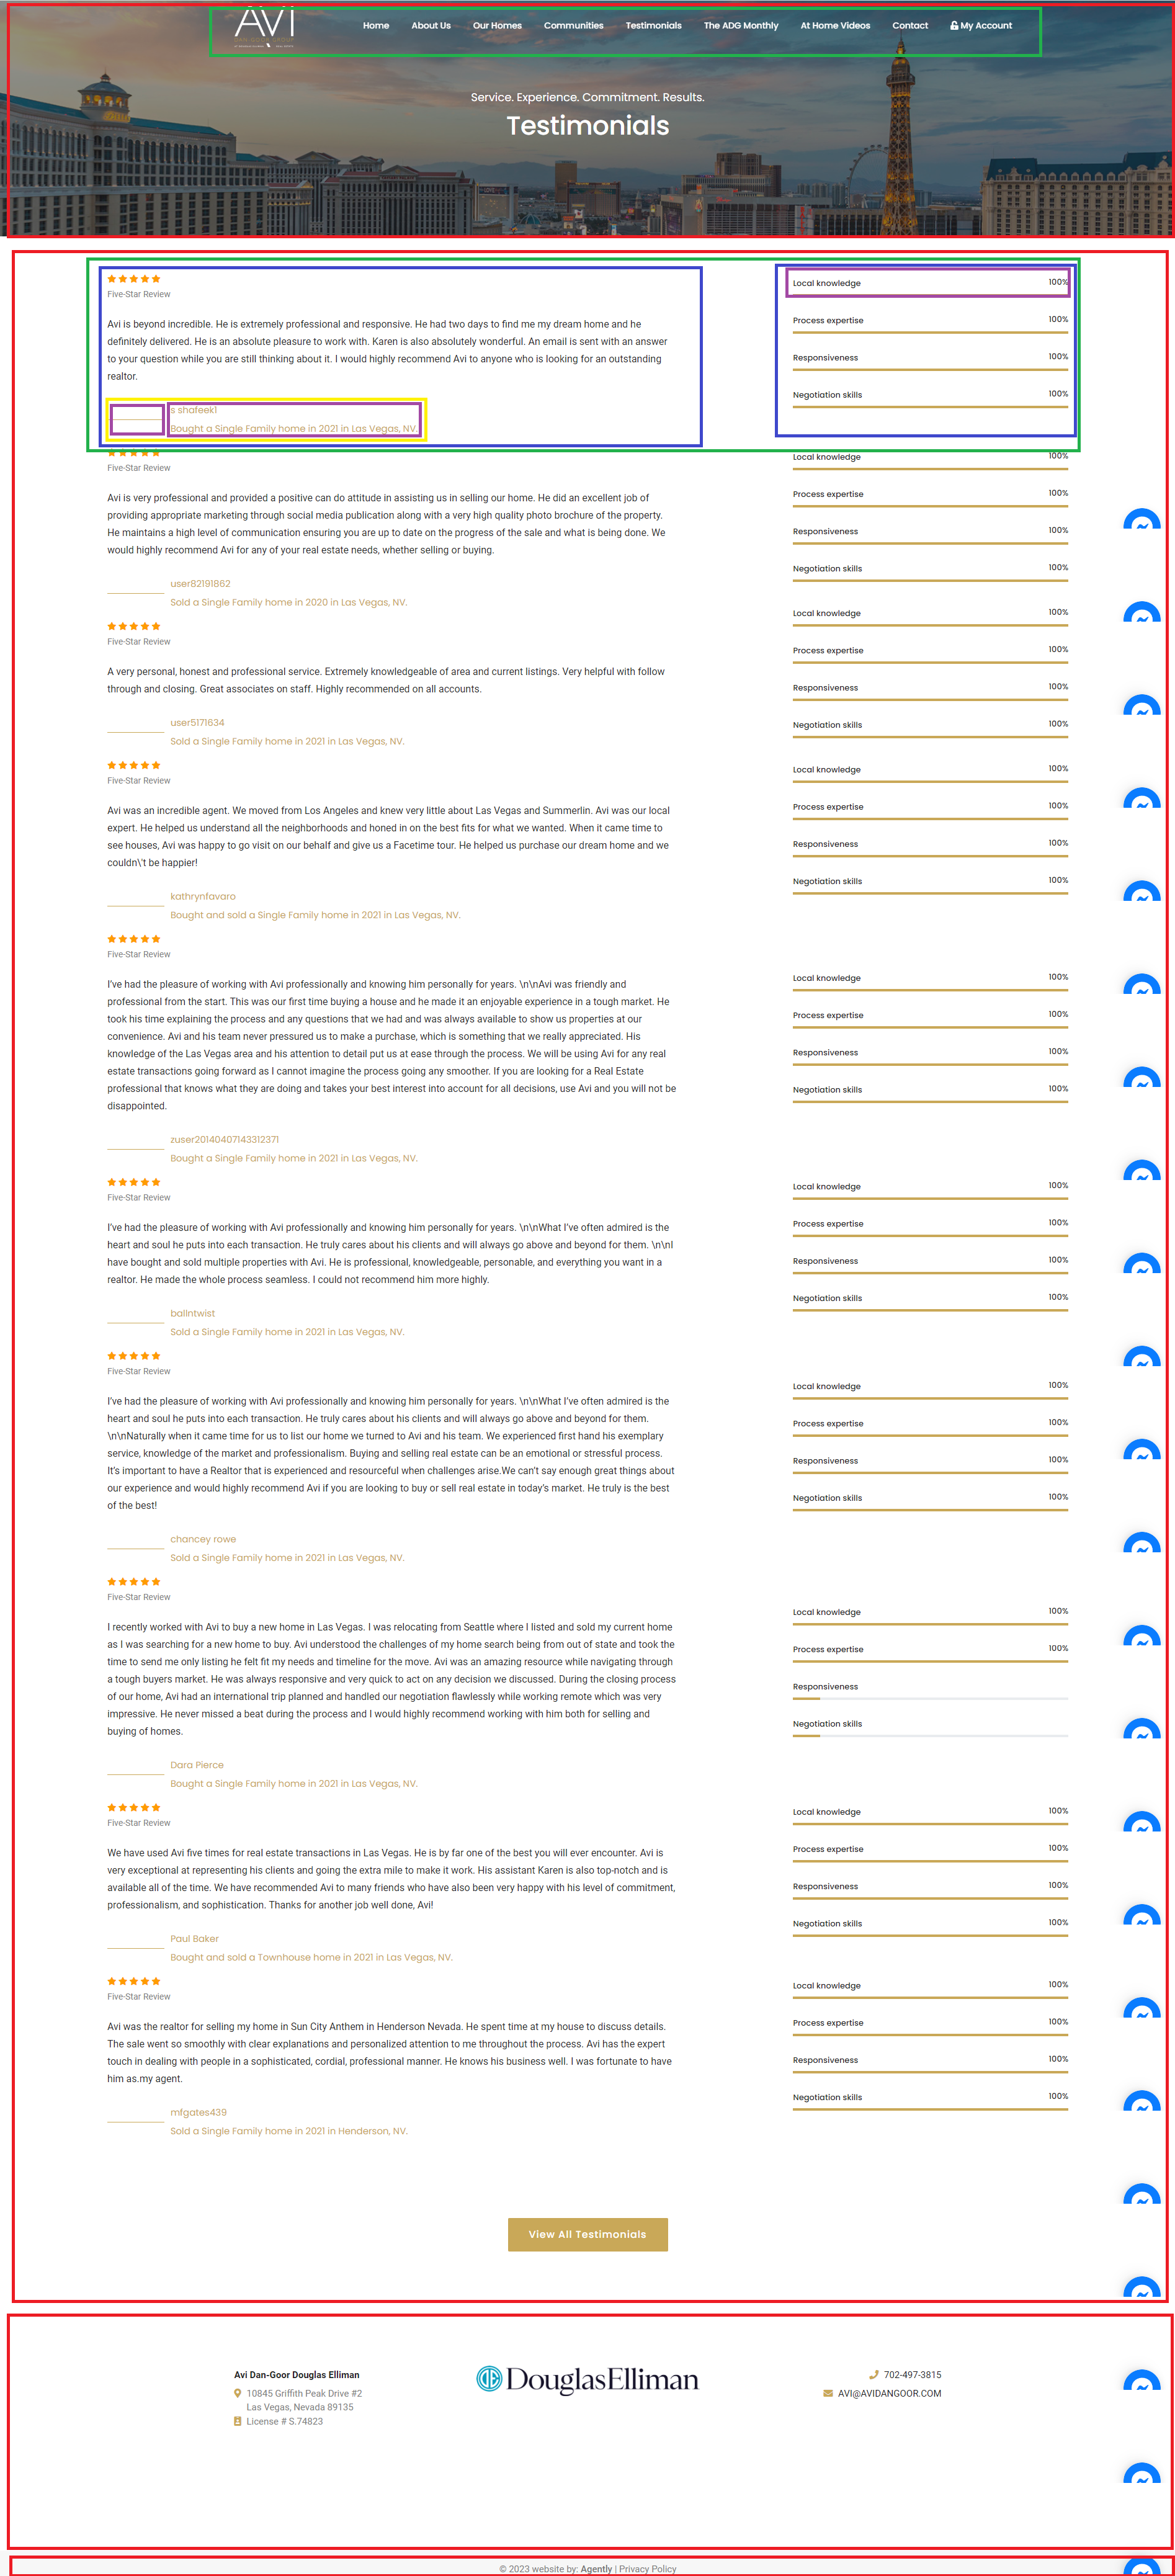 AVI
Home About Us Our Homes Communities Testimonials The ADG Monthly At Home Videos Contact My Account
Service. Experience. Commitment. Results.
Testimonials
Five-Star Review
Avi is beyond incredible. He is extremely professional and responsive. He had two days to find me my dream home and he
definitely delivered. He is an absolute pleasure to work with. Karen is also absolutely wonderful. An email is sent with an answer
to your question while you are still thinking about it. I would highly recommend Avi to anyone who is looking for an outstanding
realtor.
s shafeek1
Bought a Single Family home in 2021 in Las Vegas, NV.
Local knowledge 100%
Process expertise 100%
Responsiveness 100%
Negotiation skills 100%
Five-Star Review
Avi is very professional and provided a positive can do attitude in assisting us in selling our home. He did an excellent job of
providing appropriate marketing through social media publication along with a very high quality photo brochure of the property.
He maintains a high level of communication ensuring you are up to date on the progress of the sale and what is being done. We
would highly recommend Avi for any of your real estate needs, whether selling or buying.
user82191862
Sold a Single Family home in 2020 in Las Vegas, NV.
Local knowledge 100%
Process expertise 100%
Responsiveness 100%
Negotiation skills 100%
Five-Star Review
A very personal, honest and professional service. Extremely knowledgeable of area and current listings. Very helpful with follow
through and closing. Great associates on staff. Highly recommended on all accounts.
user5171634
Sold a Single Family home in 2021 in Las Vegas, NV.
Local knowledge 100%
Process expertise 100%
Responsiveness 100%
Negotiation skills 100%
Five-Star Review
Avi was an incredible agent. We moved from Los Angeles and knew very little about Las Vegas and Summerlin. Avi was our local
expert. He helped us understand all the neighborhoods and honed in on the best fits for what we wanted. When it came time to
see houses, Avi was happy to go visit on our behalf and give us a Facetime tour. He helped us purchase our dream home and we
couldn\'t be happier!
kathrynfavaro
Bought and sold a Single Family home in 2021 in Las Vegas, NV.
Local knowledge 100%
Process expertise 100%
Responsiveness 100%
Negotiation skills 100%
Five-Star Review
I've had the pleasure of working with Avi professionally and knowing him personally for years. \n\nAvi was friendly and
professional from the start. This was our first time buying a house and he made it an enjoyable experience in a tough market. He
took his time explaining the process and any questions that we had and was always available to show us properties at our
convenience. Avi and his team never pressured us to make a purchase, which is something that we really appreciated. His
knowledge of the Las Vegas area and his attention to detail put us at ease through the process. We will be using Avi for any real
estate transactions going forward as I cannot imagine the process going any smoother. If you are looking for a Real Estate
professional that knows what they are doing and takes your best interest into account for all decisions, use Avi and you will not be
disappointed.
zuser20140407143312371
Bought a Single Family home in 2021 in Las Vegas, NV.
Local knowledge 100%
Process expertise 100%
Responsiveness 100%
Negotiation skills 100%
Five-Star Review
I've had the pleasure of working with Avi professionally and knowing him personally for years. \n\nWhat I've often admired is the
heart and soul he puts into each transaction. He truly cares about his clients and will always go above and beyond for them. \n\nI
have bought and sold multiple properties with Avi. He is professional, knowledgeable, personable, and everything you want in a
realtor. He made the whole process seamless. I could not recommend him more highly.
ballntwist
Sold a Single Family home in 2021 in Las Vegas, NV.
Local knowledge 100%
Process expertise 100%
Responsiveness 100%
Negotiation skills 100%
Five-Star Review
I've had the pleasure of working with Avi professionally and knowing him personally for years. \n\nWhat I've often admired is the
heart and soul he puts into each transaction. He truly cares about his clients and will always go above and beyond for them.
\n\nNaturally when it came time for us to list our home we turned to Avi and his team. We experienced first hand his exemplary
service, knowledge of the market and professionalism. Buying and selling real estate can be an emotional or stressful process.
It's important to have a Realtor that is experienced and resourceful when challenges arise.We can't say enough great things about
our experience and would highly recommend Avi if you are looking to buy or sell real estate in today's market. He truly is the best
of the best!
chancey rowe
Sold a Single Family home in 2021 in Las Vegas, NV.
Local knowledge 100%
Process expertise 100%
Responsiveness 100%
Negotiation skills 100%
Five-Star Review
I recently worked with Avi to buy a new home in Las Vegas. I was relocating from Seattle where I listed and sold my current home
as I was searching for a new home to buy. Avi understood the challenges of my home search being from out of state and took the
time to send me only listing he felt fit my needs and timeline for the move. Avi was an amazing resource while navigating through
a tough buyers market. He was always responsive and very quick to act on any decision we discussed. During the closing process
of our home, Avi had an international trip planned and handled our negotiation flawlessly while working remote which was very
impressive. He never missed a beat during the process and I would highly recommend working with him both for selling and
buying of homes.
Dara Pierce
Bought a Single Family home in 2021 in Las Vegas, NV.
Local knowledge 100%
Process expertise 100%
Responsiveness
Negotiation skills
Five-Star Review
We have used Avi five times for real estate transactions in Las Vegas. He is by far one of the best you will ever encounter. Avi is
very exceptional at representing his clients and going the extra mile to make it work. His assistant Karen is also top-notch and is
available all of the time. We have recommended Avi to many friends who have also been very happy with his level of commitment,
professionalism, and sophistication. Thanks for another job well done, Avi!
Paul Baker
Bought and sold a Townhouse home in 2021 in Las Vegas, NV.
Local knowledge 100%
Process expertise 100%
Responsiveness 100%
Negotiation skills 100%
Five-Star Review
Avi was the realtor for selling my home in Sun City Anthem in Henderson Nevada. He spent time at my house to discuss details.
The sale went so smoothly with clear explanations and personalized attention to me throughout the process. Avi has the expert
touch in dealing with people in a sophisticated, cordial, professional manner. He knows his business well. I was fortunate to have
him as.my agent.
mfgates439
Sold a Single Family home in 2021 in Henderson, NV.
Local knowledge 100%
Process expertise 100%
Responsiveness 100%
Negotiation skills 100%
View All Testimonials
Avi Dan-Goor Douglas Elliman
10845 Griffith Peak Drive #2
Las Vegas, Nevada 89135
License # S.74823
DE DouglasElliman
702-497-3815
AVI@AVIDANGOOR.COM
© 2023 website by: Agently | Privacy Policy